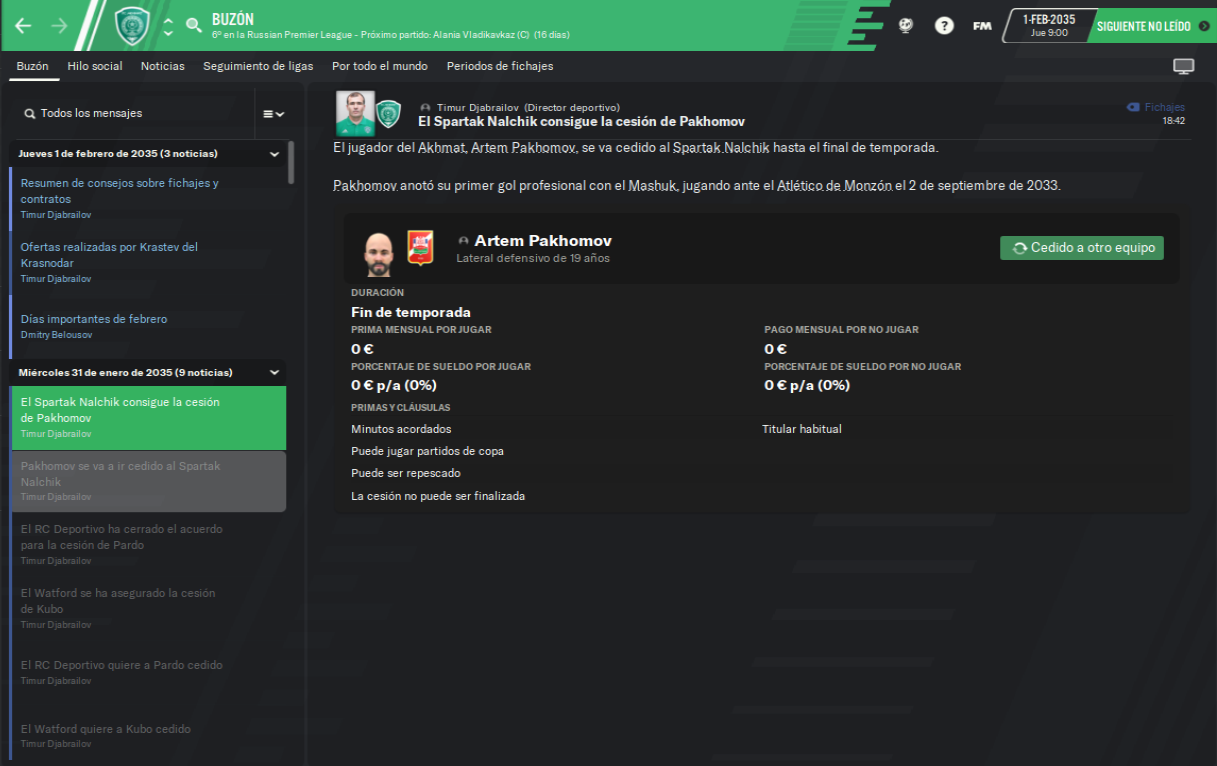 BUZÓN
6º en la Russian Premier League - Próximo partido: Alania Vladikavkaz (C) (16 días)
?
FM
1-FEB-2035
Jue 9:00
SIGUIENTE NO LEÍDO
Buzón
Hilo social
Noticias
Seguimiento de ligas
Por todo el mundo
Periodos de fichajes
Todos los mensajes
Jueves 1 de febrero de 2035 (3 noticias)
Resumen de consejos sobre fichajes y
contratos
Timur Djabrailov
Ofertas realizadas por Krastev del
Krasnodar
Timur Djabrailov
Días importantes de febrero
Dmitry Belousov
Miércoles 31 de enero de 2035 (9 noticias)
El Spartak Nalchik consigue la cesión
de Pakhomov
Timur Djabrailov
Pakhomov se va a ir cedido al Spartak
Nalchik
Timur Djabrailov
El RC Deportivo ha cerrado el acuerdo
para la cesión de Pardo
Timur Djabrailov
El Watford se ha asegurado la cesión
de Kubo
Timur Djabrailov
El RC Deportivo quiere a Pardo cedido
Timur Djabrailov
El Watford quiere a Kubo cedido
Timur Djabrailov
Timur Djabrailov (Director deportivo)
El Spartak Nalchik consigue la cesión de Pakhomov
Fichajes
18:42
El jugador del Akhmat, Artem Pakhomov, se va cedido al Spartak Nalchik hasta el final de temporada.
Pakhomov anotó su primer gol profesional con el Mashuk, jugando ante el Atlético de Monzón el 2 de septiembre de 2033.
Artem Pakhomov
Lateral defensivo de 19 años
Cedido a otro equipo
DURACIÓN
Fin de temporada
PRIMA MENSUAL POR JUGAR
PAGO MENSUAL POR NO JUGAR
0 €
0 €
PORCENTAJE DE SUELDO POR JUGAR
PORCENTAJE DE SUELDO POR NO JUGAR
0 € p/a (0%)
0 € p/a (0%)
PRIMAS Y CLÁUSULAS
Minutos acordados
Titular habitual
Puede jugar partidos de copa
Puede ser repescado
La cesión no puede ser finalizada